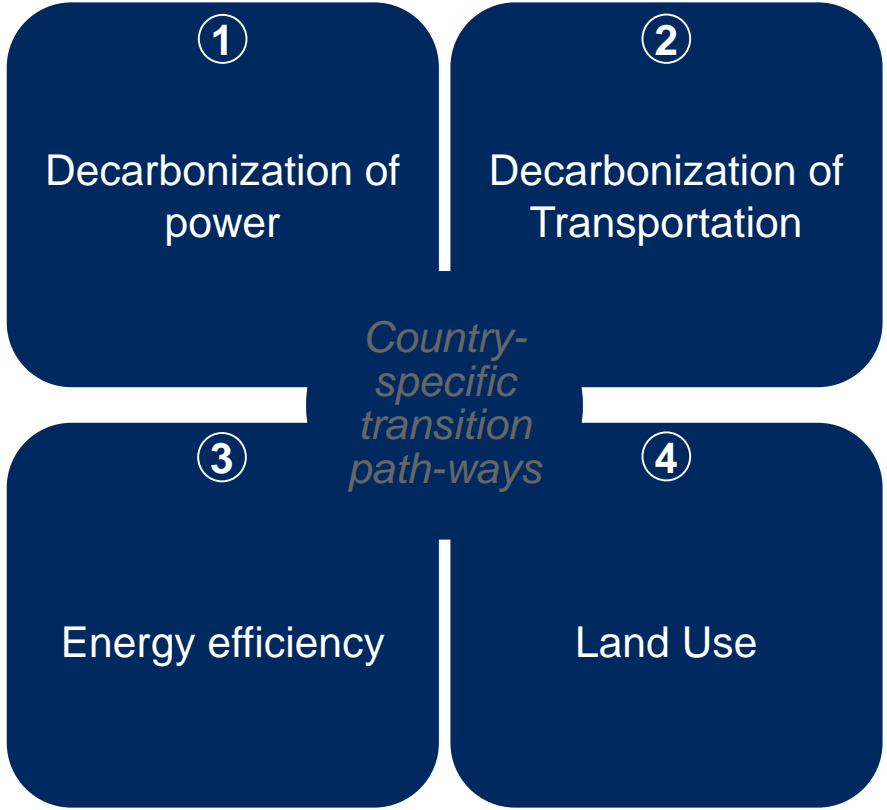 ①
Decarbonization of
power
②
Decarbonization of
Transportation
Country-
specific
transition
path-ways
③
Energy efficiency
④
Land Use